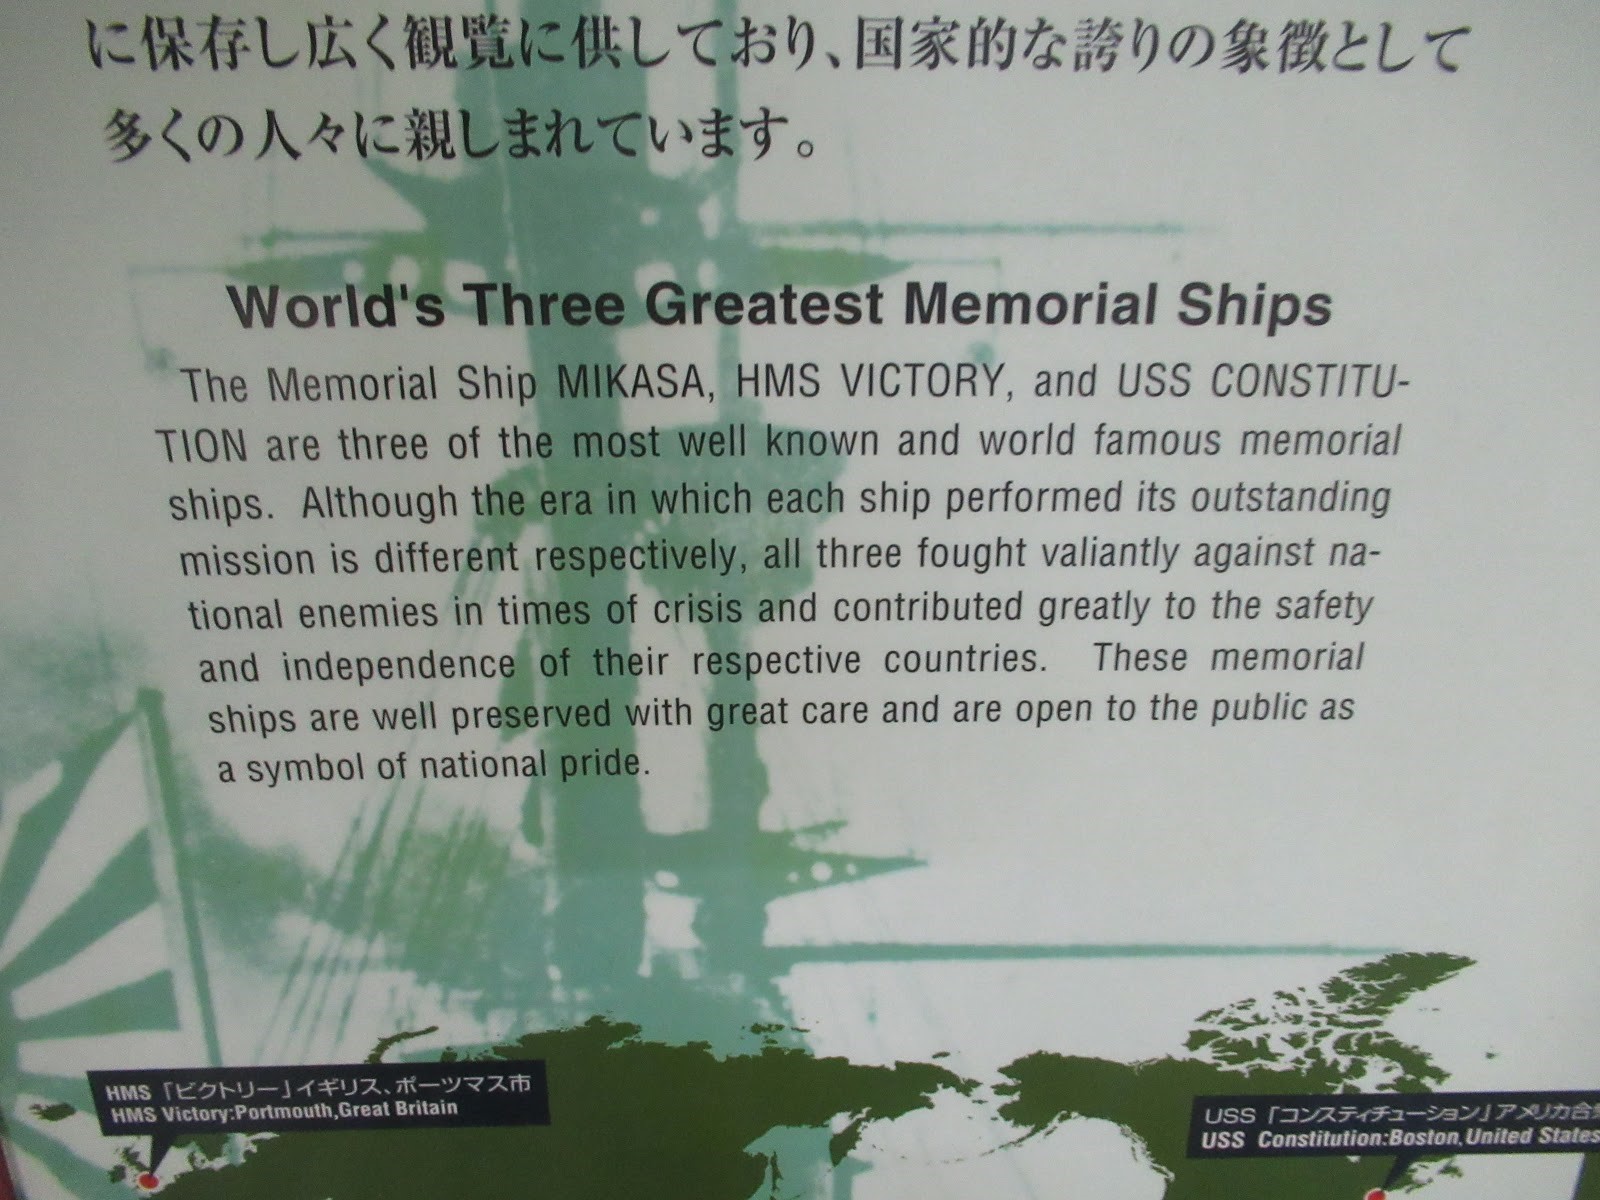 に保存し広く観覧に供しており、国家的な誇りの象徴として
多くの人々に親しまれています。
World's Three Greatest Memorial Ships
The Memorial Ship MIKASA, HMS VICTORY, and USS CONSTITU-
TION are three of the most well known and world famous memorial
ships. Although the era in which each ship performed its outstanding
mission is different respectively, all three fought valiantly against na-
tional enemies in times of crisis and contributed greatly to the safety
and independence of their respective countries. These memorial
ships are well preserved with great care and are open to the public as
a symbol of national pride.
HMS「ビクトリー」イギリス、ポーツマス市
HMS Victory:Portmouth,Great Britain
USS「コンスティチューション」アメリカ合
USS Constitution:Boston,United States